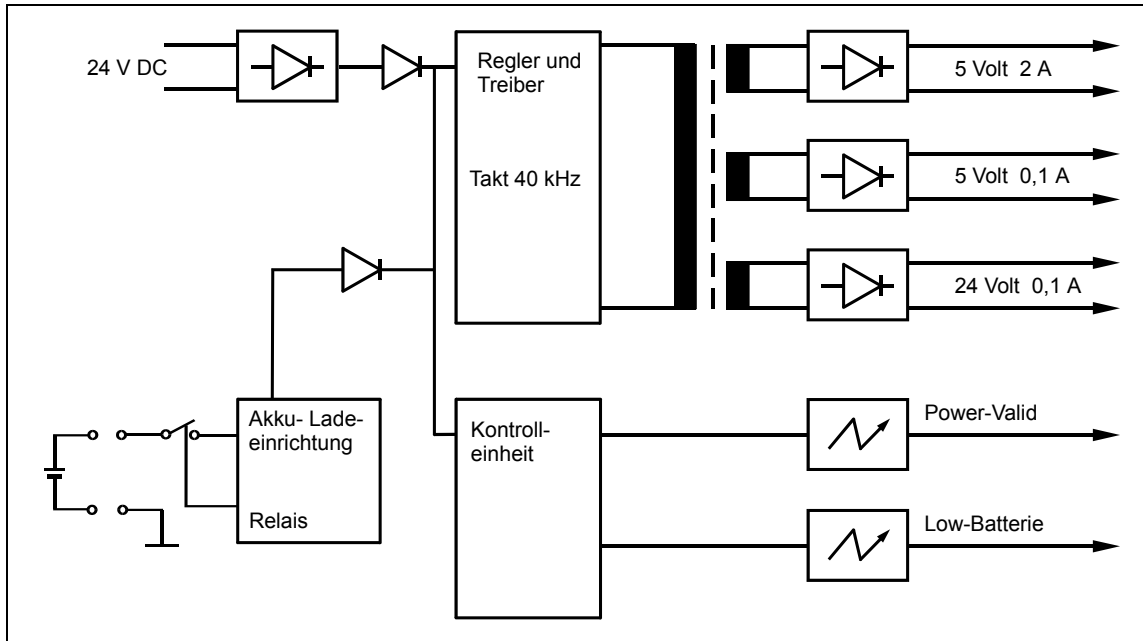 24 V DC
Regler und
Treiber
Takt 40 kHz
5 Volt 2 A
5 Volt 0,1 A
24 Volt 0,1 A
Akku- Lade-
einrichtung
Relais
Kontroll-
einheit
Power-Valid
Low-Batterie